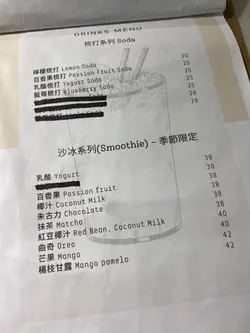 DRINKS MENU
梳打系列 Soda
檸檬梳打 Lemon Soda 20
百香果梳打 Passion Fruit Soda 20
乳酸梳打 Yogurt Soda 25
藍莓梳打 Blueberry Soda 25
28
28
沙冰系列(Smoothie) - 季節限定
乳酸 Yogurt 38
38
百香果 Passion fruit 38
椰汁 Coconut Milk 38
朱古力 Chocolate 38
抹茶 Matcha 38
紅豆椰汁 Red Bean, Coconut Milk 40
曲奇 Oreo 40
芒果 Mango 42
楊枝甘露 Mango pomelo 42